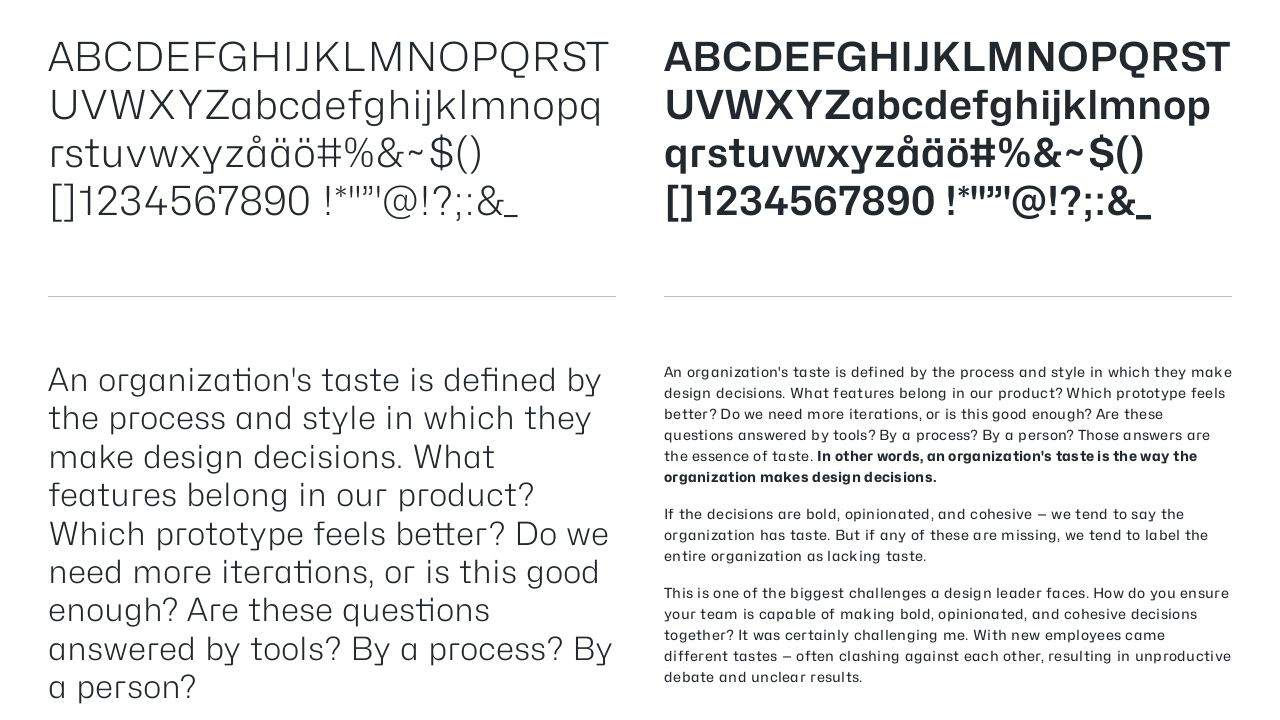 ABCDEFGHIJKLMNOPQRST
UVWXYZabcdefghijklmnopq
rstuvwxyzåäö#%&~$()
[]1234567890 !*"”'@!?;:&_
ABCDEFGHIJKLMNOPQRST
UVWXYZabcdefghijklmnop
qrstuvwxyzåäö#%&~$()
[]1234567890 !*"”'@!?;:&_
An organization's taste is defined by
the process and style in which they
make design decisions. What
features belong in our product?
Which prototype feels better? Do we
need more iterations, or is this good
enough? Are these questions
answered by tools? By a process? By
a person?
An organization's taste is defined by the process and style in which they make
design decisions. What features belong in our product? Which prototype feels
better? Do we need more iterations, or is this good enough? Are these
questions answered by tools? By a process? By a person? Those answers are
the essence of taste. In other words, an organization's taste is the way the
organization makes design decisions.
If the decisions are bold, opinionated, and cohesive – we tend to say the
organization has taste. But if any of these are missing, we tend to label the
entire organization as lacking taste.
This is one of the biggest challenges a design leader faces. How do you ensure
your team is capable of making bold, opinionated, and cohesive decisions
together? It was certainly challenging me. With new employees came
different tastes – often clashing against each other, resulting in unproductive
debate and unclear results.